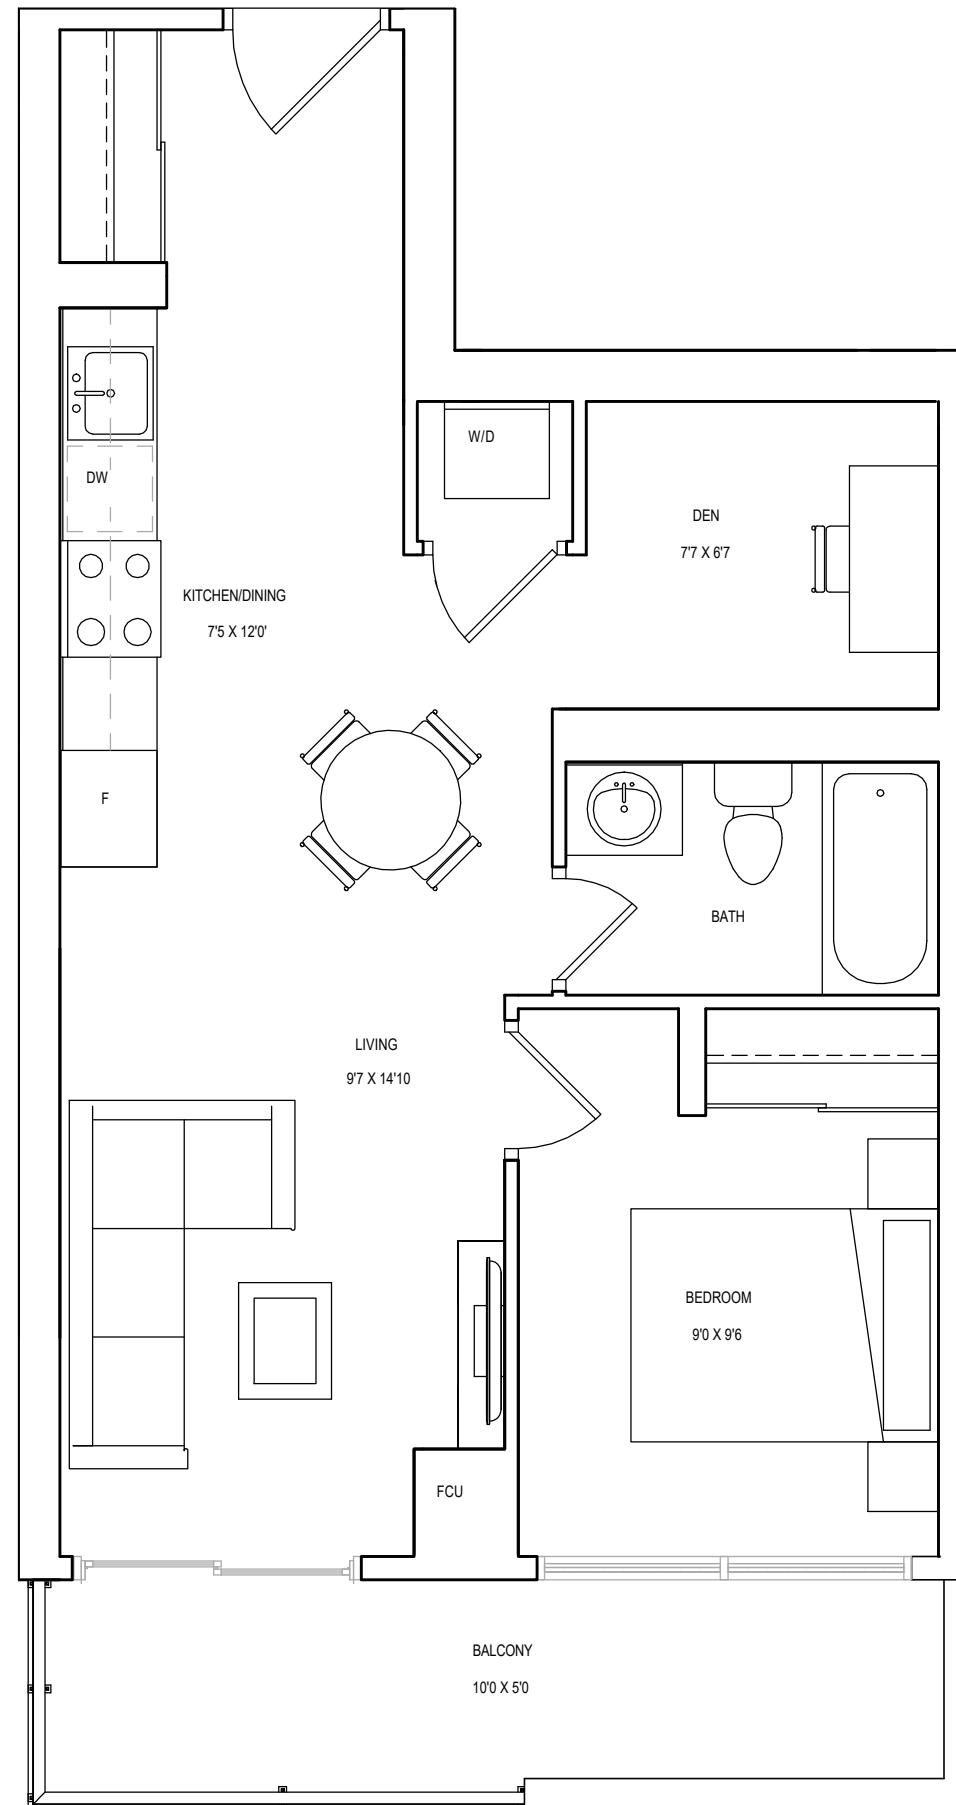 W/D
DW
DEN
7'7 X 6'7
KITCHEN/DINING
7'5 X 12'0'
F
BATH
LIVING
9'7 X 14'10
BEDROOM
9'0 X 9'6
FCU
BALCONY
10'0 X 5'0